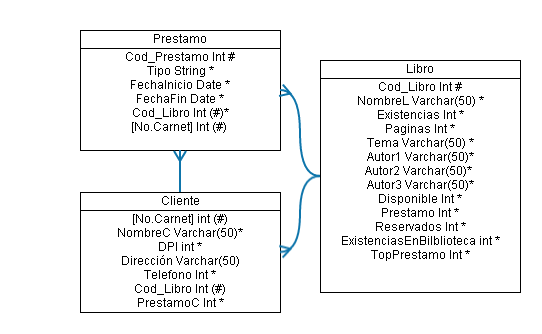 Prestamo
Cod_Prestamo Int #
Tipo String *
FechaInicio Date *
FechaFin Date *
Cod_Libro Int (#)*
[No.Carnet] Int (#)
Cliente
[No.Carnet] int (#)
NombreC Varchar(50)*
DPI int *
Dirección Varchar(50)
Telefono Int *
Cod_Libro Int (#)
PrestamoC Int *
Libro
Cod_Libro Int #
NombreL Varchar(50) *
Existencias Int *
Paginas Int *
Tema Varchar(50) *
Autor1 Varchar(50)*
Autor2 Varchar(50)*
Autor3 Varchar(50)*
Disponible Int *
Prestamo Int *
Reservados Int *
ExistenciasEnBilblioteca int *
TopPrestamo Int *